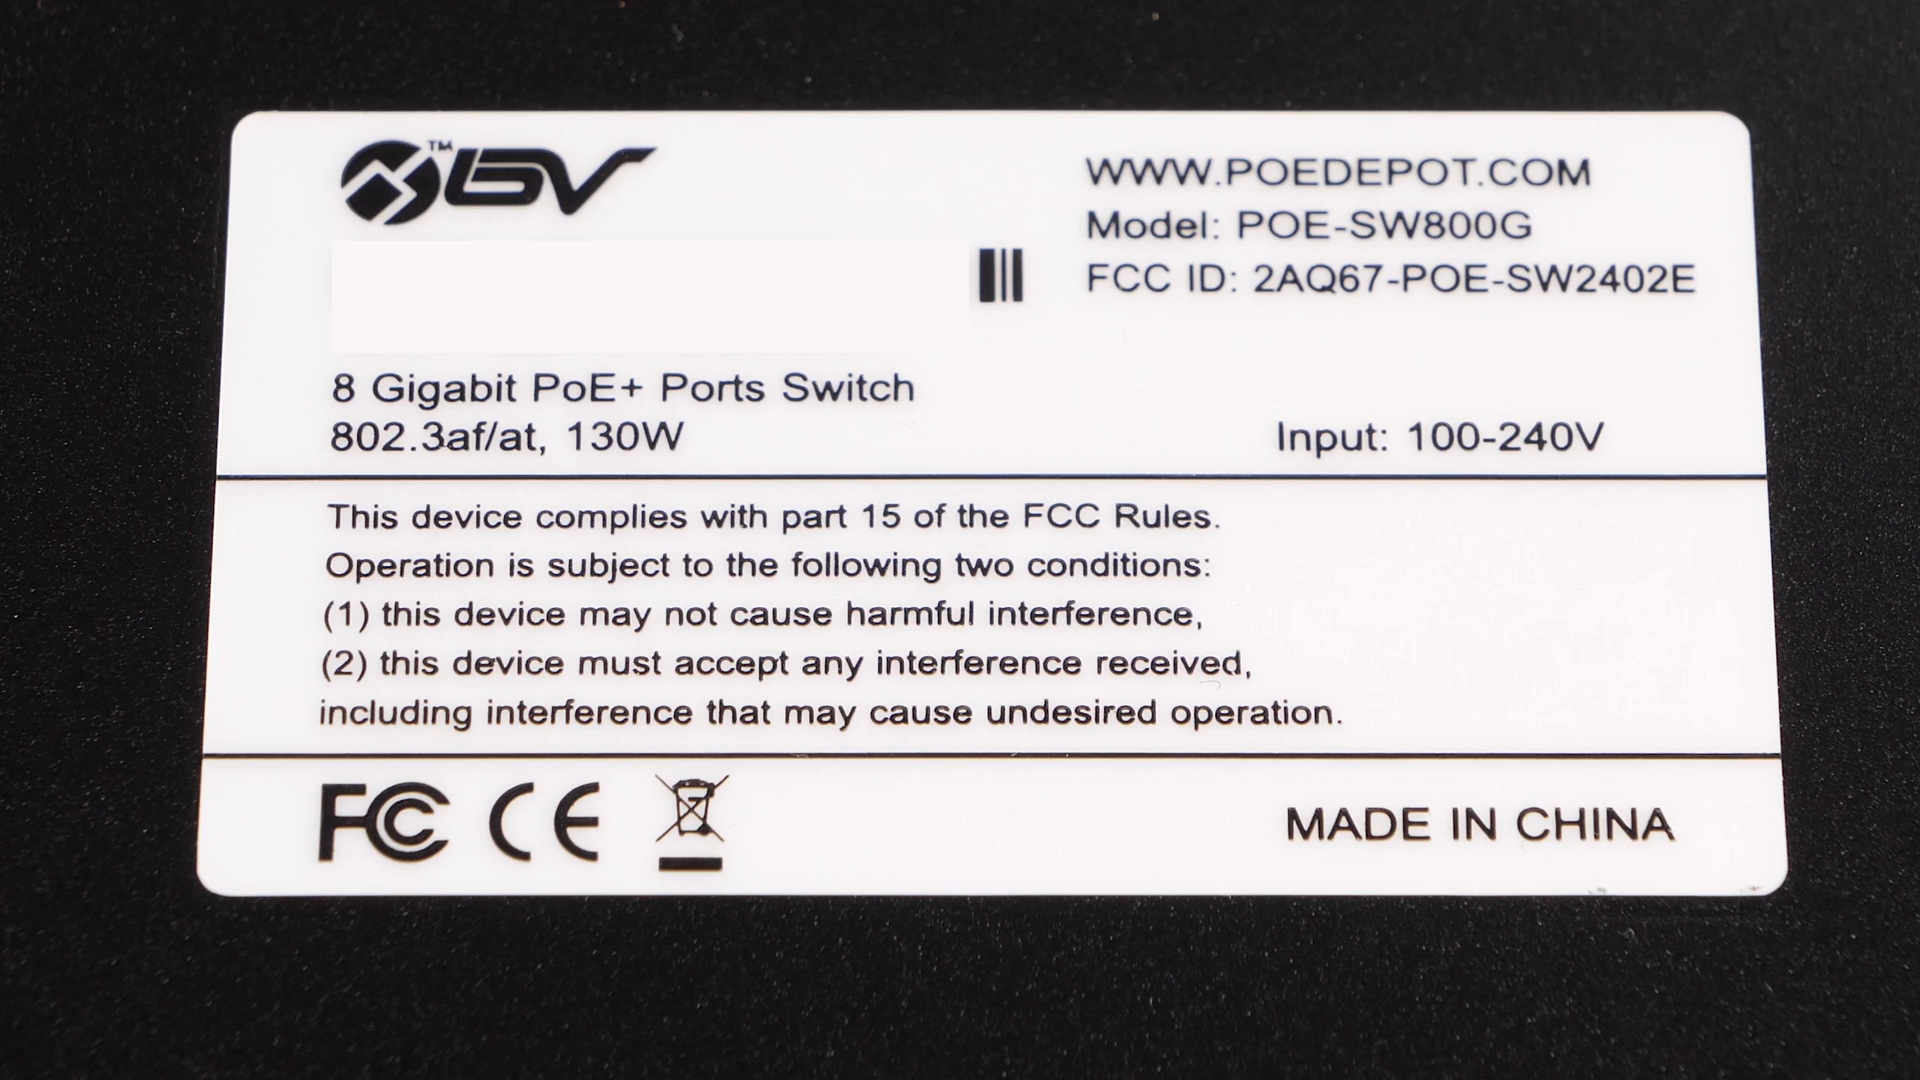 ™ BV
WWW.POEDEPOT.COM
Model: POE-SW800G
FCC ID: 2AQ67-POE-SW2402E
8 Gigabit PoE+ Ports Switch
802.3af/at, 130W
Input: 100-240V
This device complies with part 15 of the FCC Rules.
Operation is subject to the following two conditions:
(1) this device may not cause harmful interference,
(2) this device must accept any interference received,
including interference that may cause undesired operation.
FC CE
MADE IN CHINA